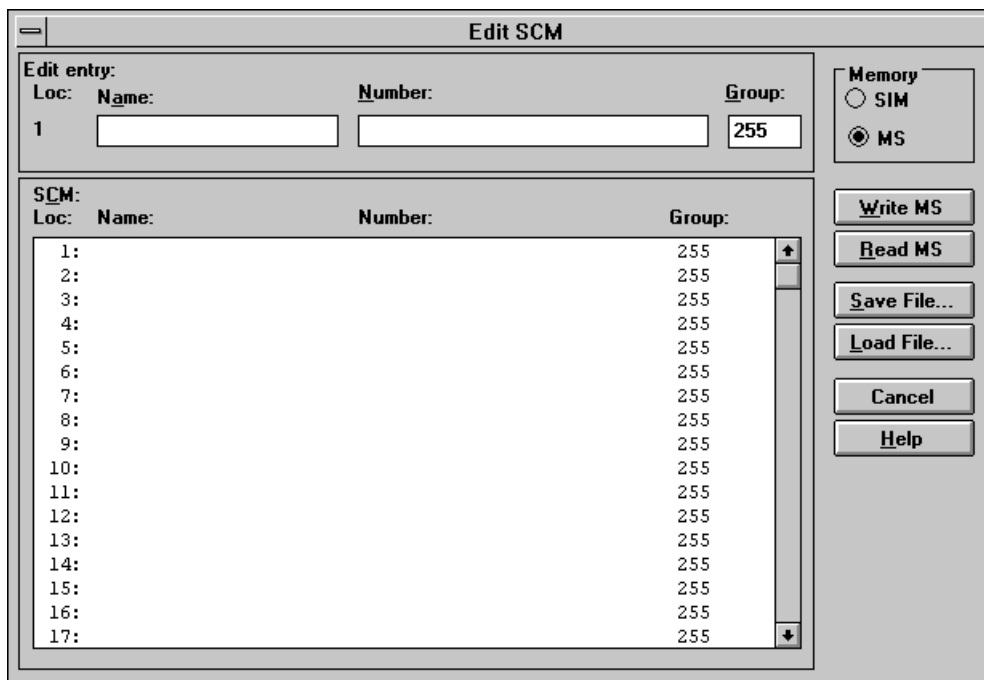 Edit SCM
Edit entry:
Loc: Name: Number: Group:
1 255
SCM:
Loc: Name: Number: Group:
1: 255
2: 255
3: 255
4: 255
5: 255
6: 255
7: 255
8: 255
9: 255
10: 255
11: 255
12: 255
13: 255
14: 255
15: 255
16: 255
17: 255
Memory
SIM
MS
Write MS
Read MS
Save File...
Load File...
Cancel
Help